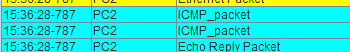 15:36:28-787 PC2 Ethernet Packet
15:36:28-787 PC2 ICMP_packet
15:36:28-787 PC2 ICMP_packet
15:36:28-787 PC2 Echo Reply Packet